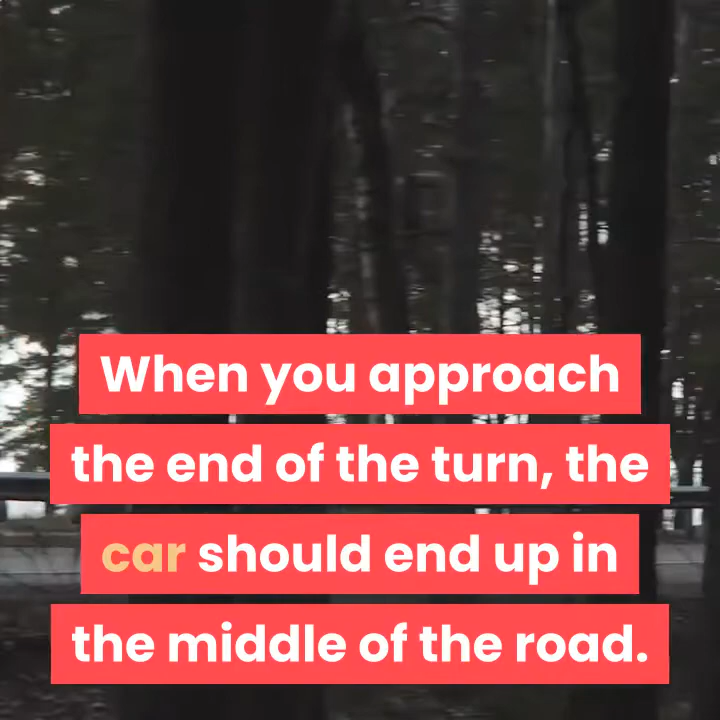 When you approach
the end of the turn, the
car should end up in
the middle of the road.